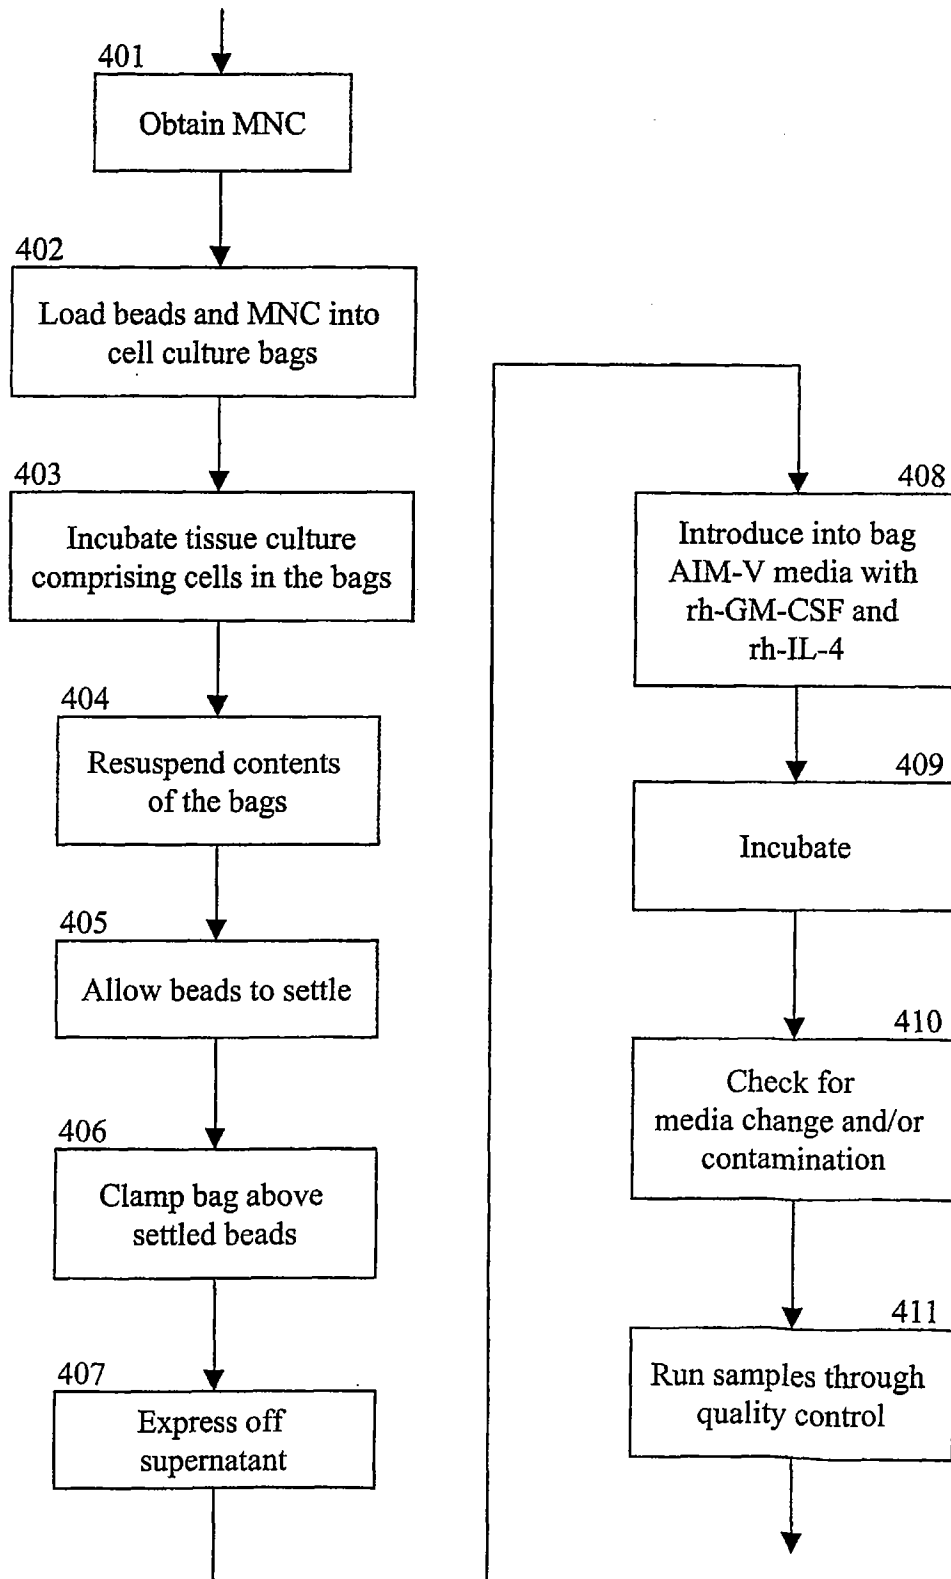 401
Obtain MNC
402
Load beads and MNC into
cell culture bags
403
Incubate tissue culture
comprising cells in the bags
404
Resuspend contents
of the bags
405
Allow beads to settle
406
Clamp bag above
settled beads
407
Express off
supernatant
408
Introduce into bag
AIM-V media with
rh-GM-CSF and
rh-IL-4
409
Incubate
410
Check for
media change and/or
contamination
411
Run samples through
quality control